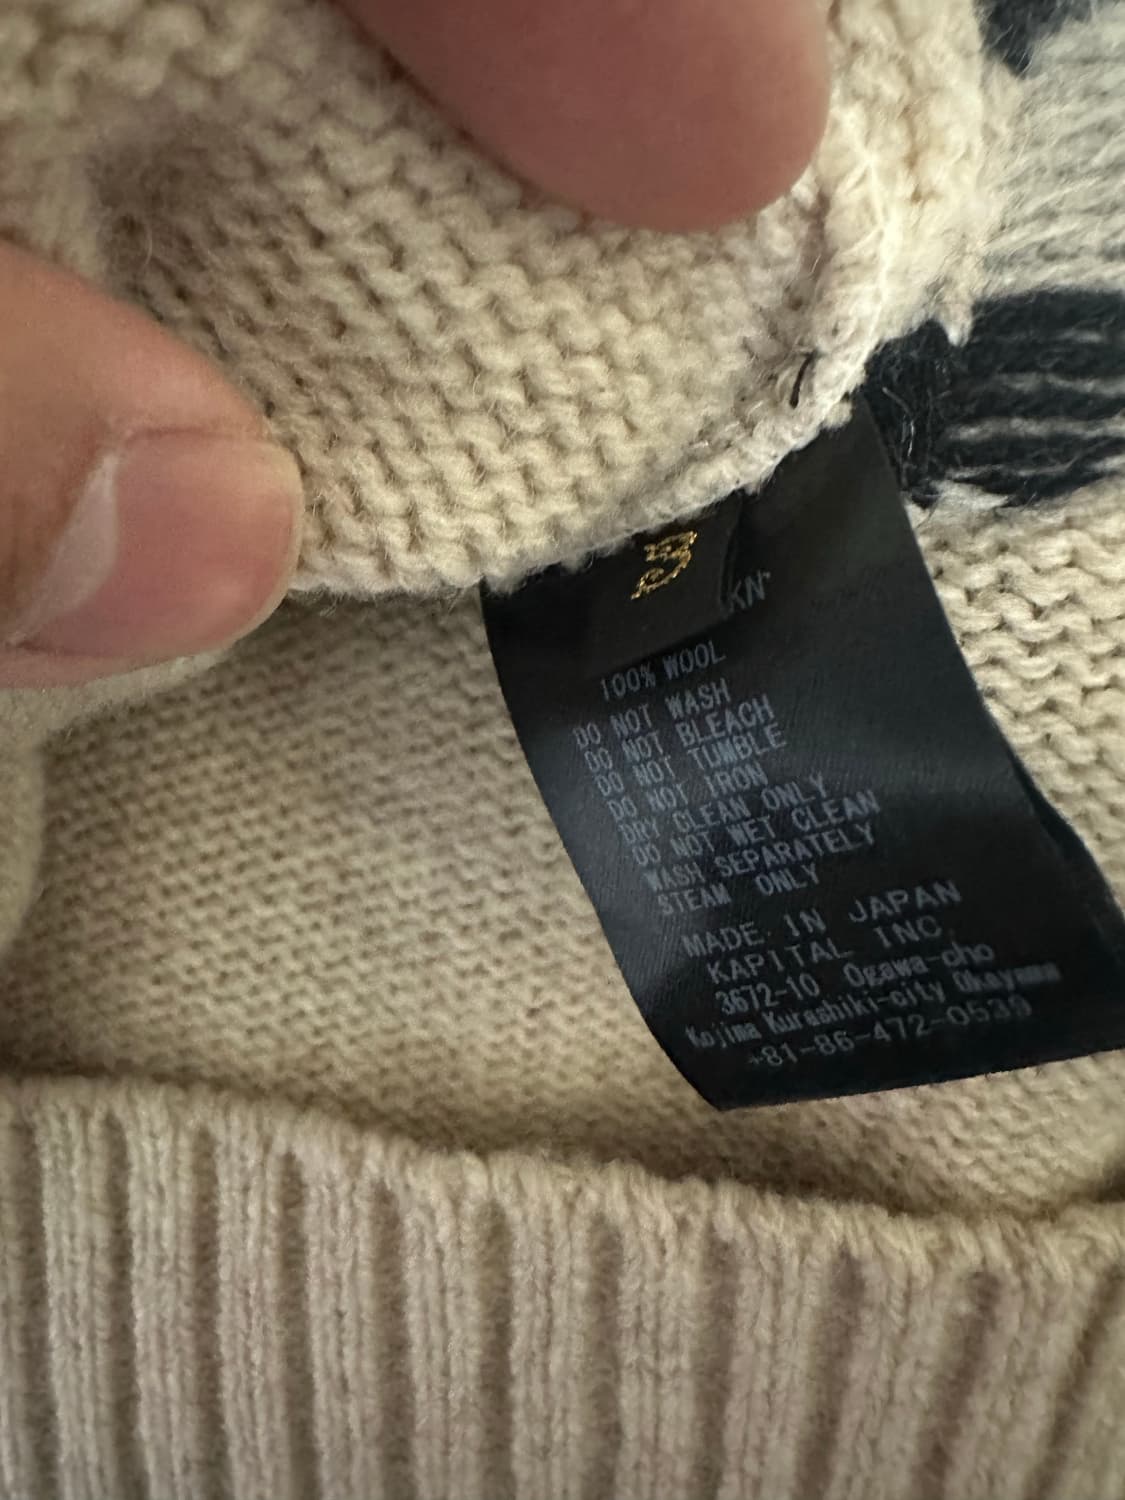 KN
100% WOOL
DO NOT WASH
DO NOT BLEACH
DO NOT TUMBLE
DO NOT IRON
DRY CLEAN ONLY
DO NOT WET CLEAN
WASH SEPARATELY
STEAM ONLY
MADE IN JAPAN
KAPITAL INC.
3672-10 Ogawa-cho
Kojima Kurashiki-city Okayama
+81-86-472-0539